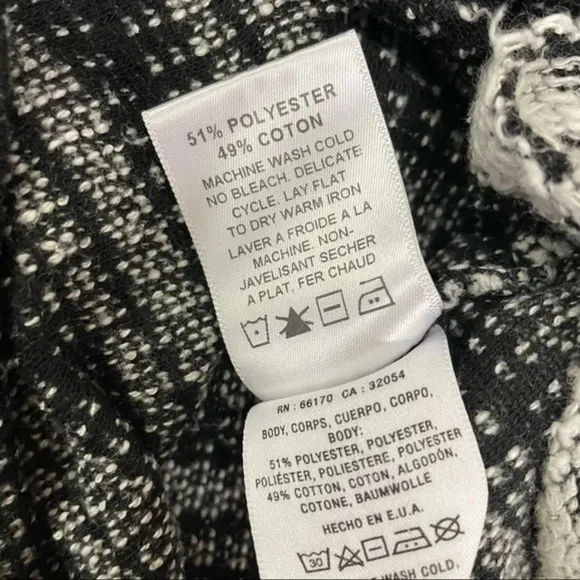 51% POLYESTER
49% COTON
MACHINE WASH COLD
NO BLEACH. DELICATE
CYCLE. LAY FLAT
TO DRY WARM IRON
LAVER A FROIDE A LA
MACHINE, NON-
JAVELISANT SECHER
A PLAT, FER CHAUD
RN : 66170 CA : 32054
BODY, CORPS, CUERPO, CORPO,
BODY:
51% POLYESTER, POLYESTER,
POLIÉSTER, POLIESTERE, POLYESTER
49% COTTON, COTON, ALGODÓN,
COTONE, BAUMWOLLE
HECHO EN E.U.A.
30
WASH COLD,